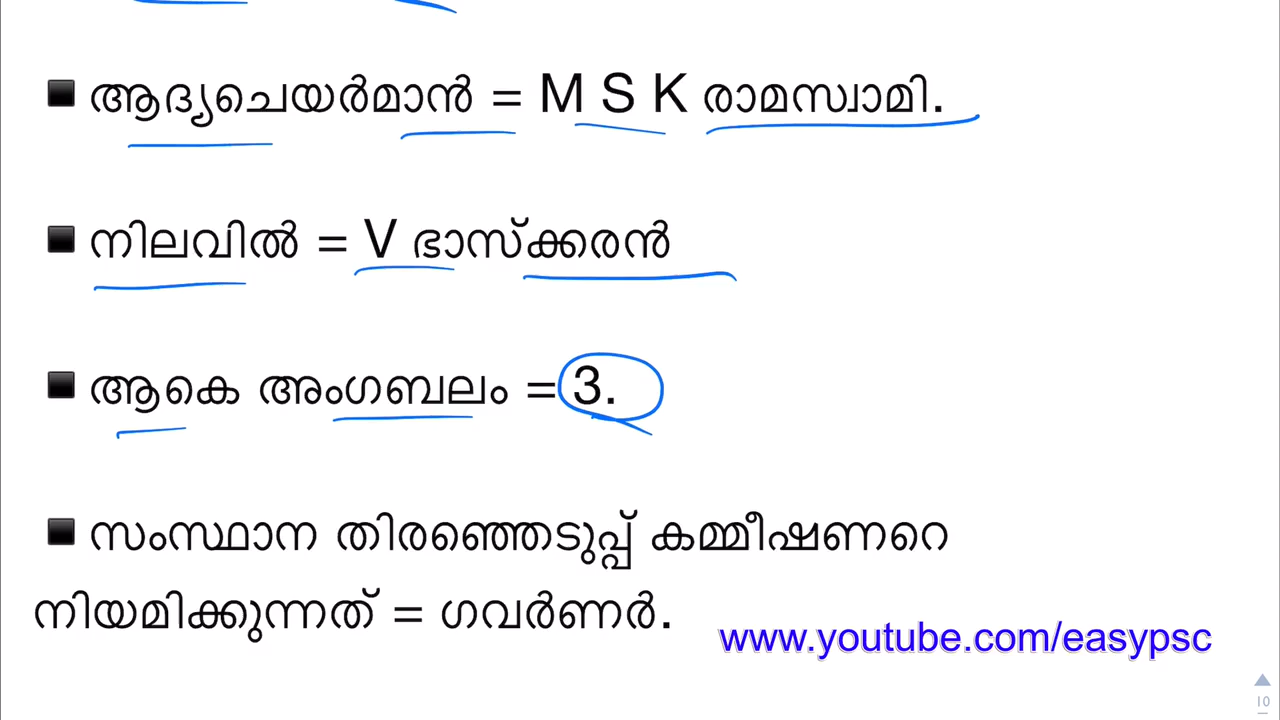 ആദ്യചെയർമാൻ = M S K രാമസ്വാമി.
നിലവിൽ = V ഭാസ്ക്കരൻ
ആകെ അംഗബലം = 3.
സംസ്ഥാന തിരഞ്ഞെടുപ്പ് കമ്മീഷണറെ
നിയമിക്കുന്നത് = ഗവർണർ.
www.youtube.com/easypsc
10